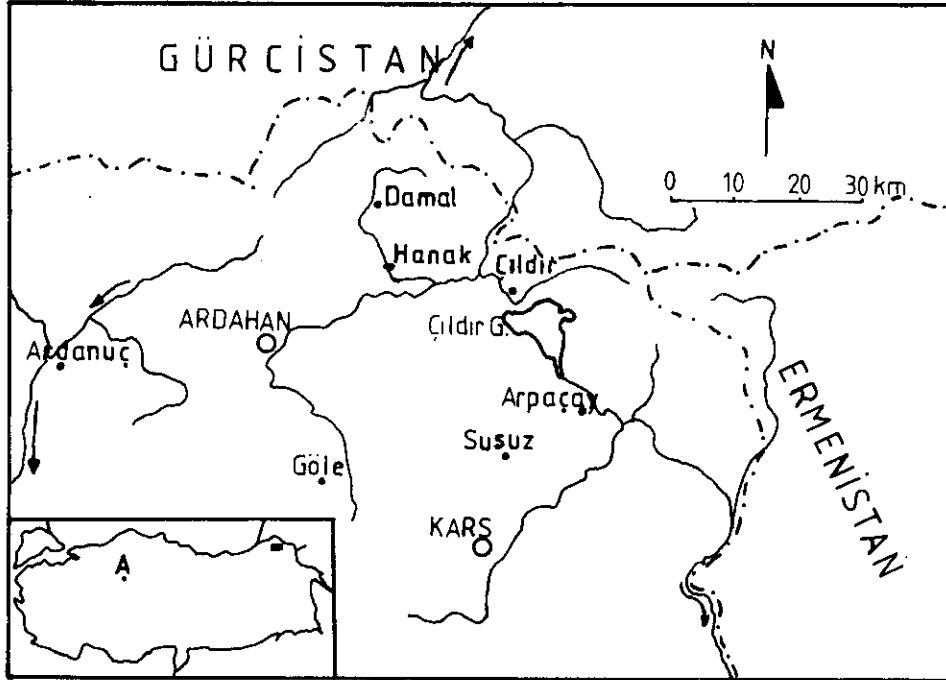 GÜRCİSTAN
N
0 10 20 30 km
Damal
Hanak
Çıldır
ARDAHAN
Çıldır G.
Ardanuç
Arpaçay
Susuz
Göle
KARS
ERMENİSTAN
A